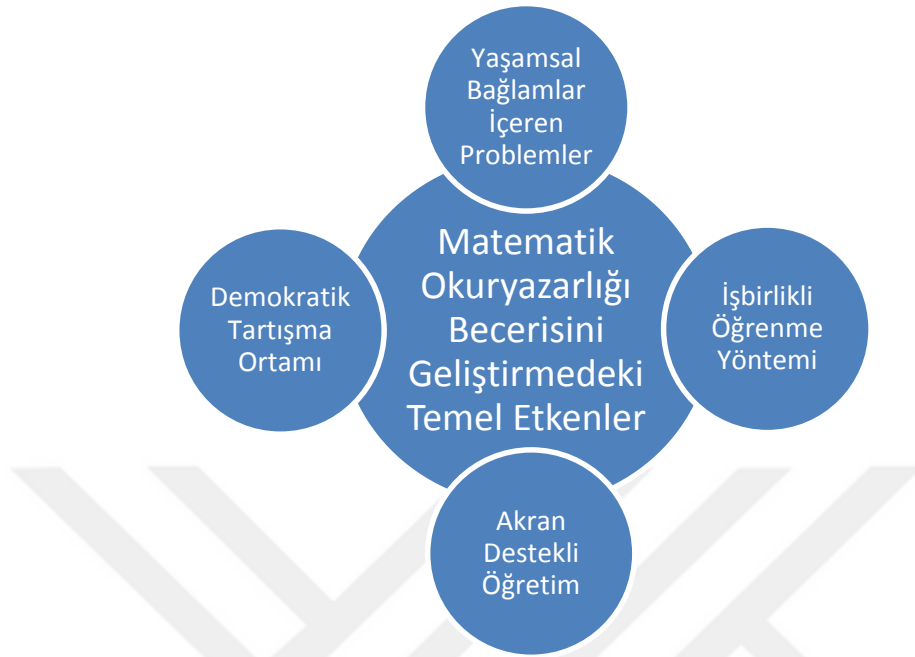 Yaşamsal
Bağlamlar
İçeren
Problemler
Matematik
Okuryazarlığı
Becerisini
Geliştirmedeki
Temel Etkenler
Demokratik
Tartışma
Ortamı
İşbirlikli
Öğrenme
Yöntemi
Akran
Destekli
Öğretim